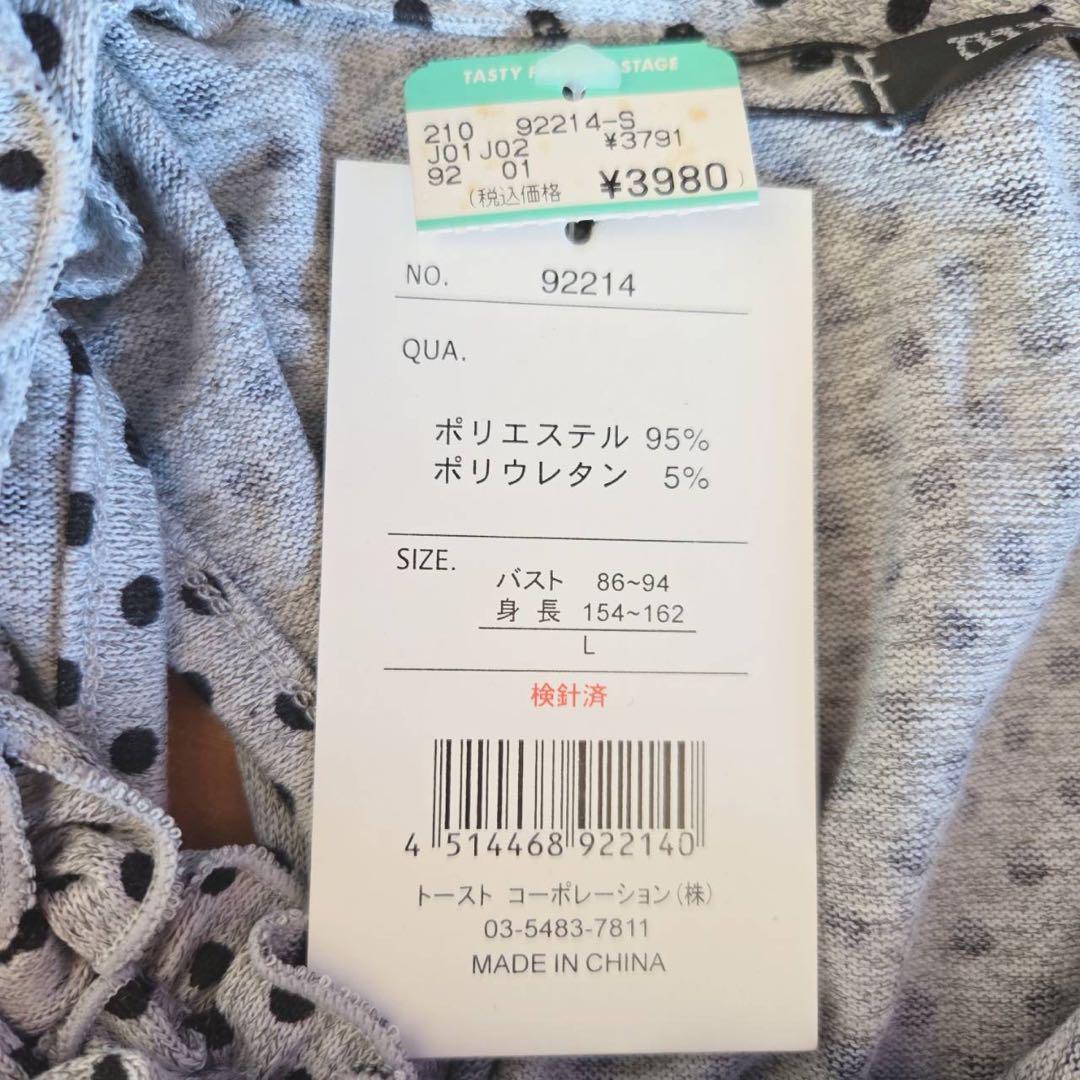 TASTY STAGE
210 92214-S
J01J02 ¥3791
92 01
(税込価格 ¥3980)
NO. 92214
QUA.
ポリエステル 95%
ポリウレタン 5%
SIZE.
バスト 86~94
身長 154~162
L
検針済
4 514468 922140
トースト コーポレーション(株)
03-5483-7811
MADE IN CHINA